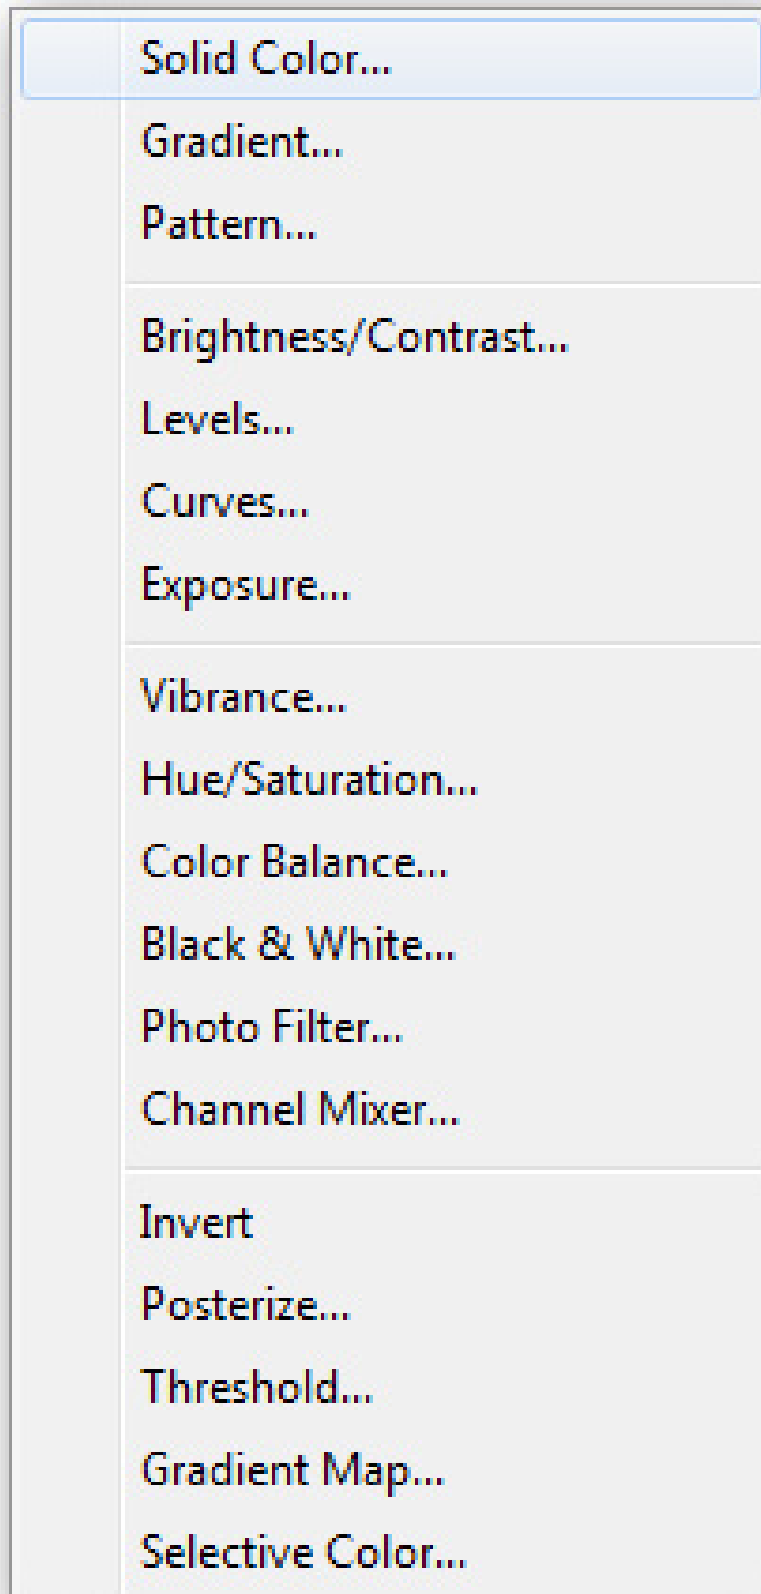 Solid Color...
Gradient...
Pattern...
Brightness/Contrast...
Levels...
Curves...
Exposure...
Vibrance...
Hue/Saturation...
Color Balance...
Black & White...
Photo Filter...
Channel Mixer...
Invert
Posterize...
Threshold...
Gradient Map...
Selective Color...